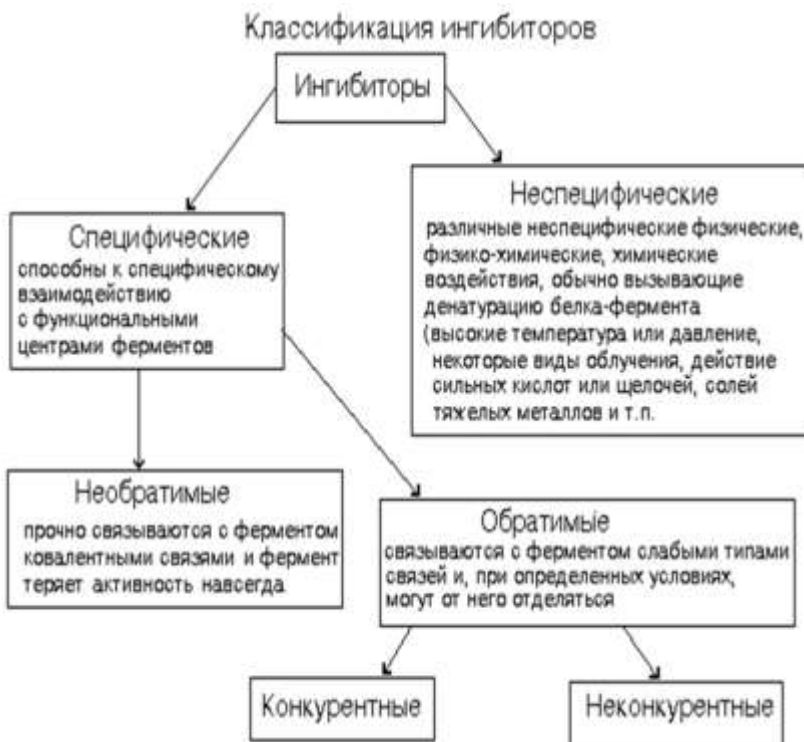 Классификация ингибиторов
Ингибиторы
Специфические
способны к специфическому
взаимодействию
с функциональными
центрами ферментов
Неспецифические
различные неспецифические физические,
физико-химические, химические
воздействия, обычно вызывающие
денатурацию белка-фермента
(высокие температура или давление,
некоторые виды облучения, действие
сильных кислот или щелочей, солей
тяжелых металлов и т.п.
Необратимые
прочно связываются с ферментом
ковалентными связями и фермент
теряет активность навсегда
Обратимые
связываются с ферментом слабыми типами
связей и, при определенных условиях,
могут от него отделяться
Конкурентные
Неконкурентные